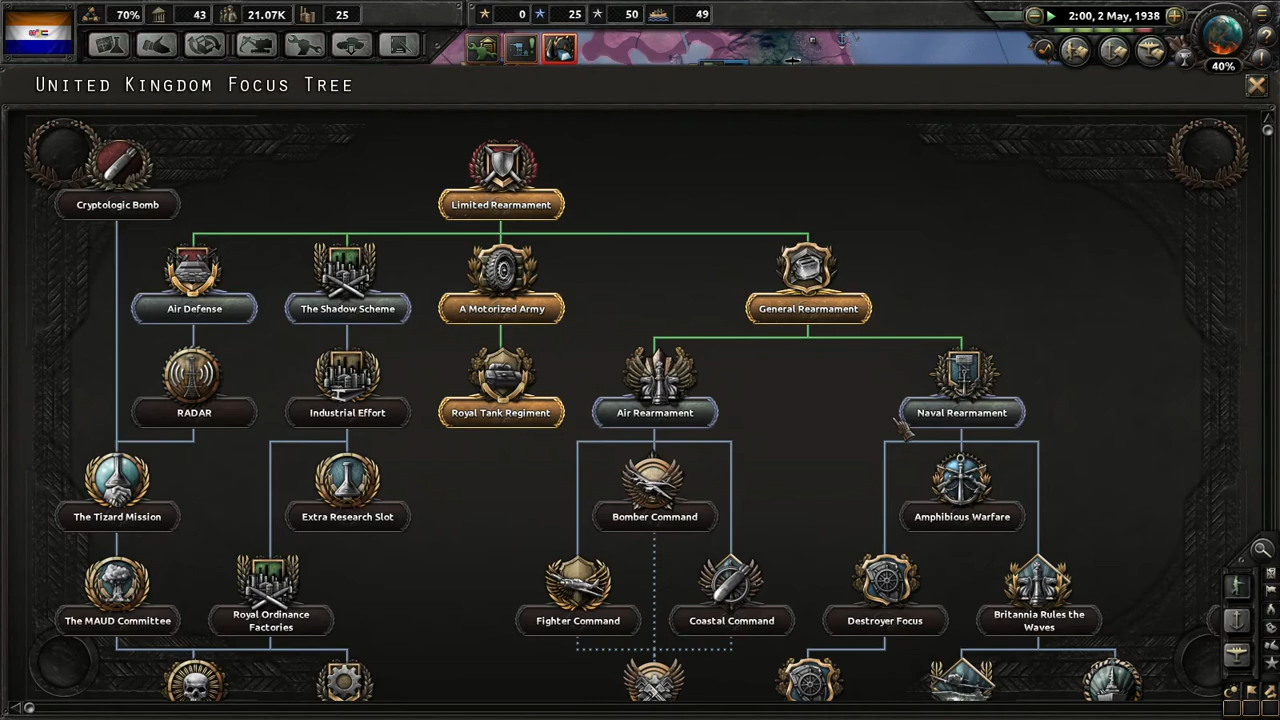 70% 43 21.07K 25 0 25 50 49 2:00, 2 May, 1938
40%
United Kingdom Focus Tree
Cryptologic Bomb
Limited Rearmament
Air Defense
The Shadow Scheme
A Motorized Army
General Rearmament
RADAR
Industrial Effort
Royal Tank Regiment
Air Rearmament
Naval Rearmament
The Tizard Mission
Extra Research Slot
Bomber Command
Amphibious Warfare
The MAUD Committee
Royal Ordinance
Factories
Fighter Command
Coastal Command
Destroyer Focus
Britannia Rules the
Waves